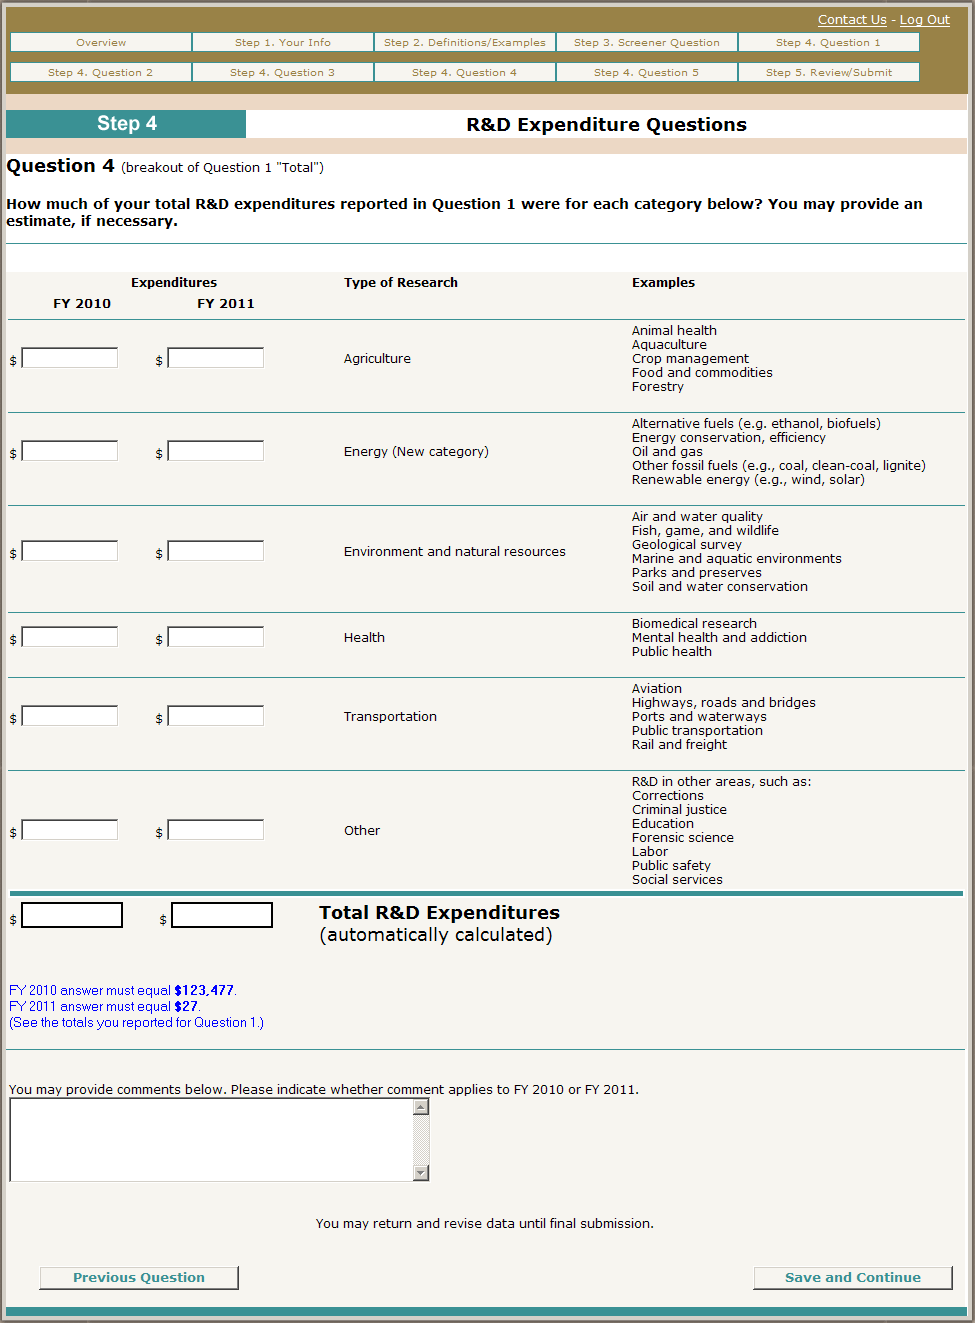 Contact Us - Log Out
Overview
Step 1. Your Info
Step 2. Definitions/Examples
Step 3. Screener Question
Step 4. Question 1
Step 4. Question 2
Step 4. Question 3
Step 4. Question 4
Step 4. Question 5
Step 5. Review/Submit
Step 4
R&D Expenditure Questions
Question 4 (breakout of Question 1 "Total")
How much of your total R&D expenditures reported in Question 1 were for each category below? You may provide an
estimate, if necessary.
Expenditures
Type of Research
Examples
FY 2010
FY 2011
$
$
Agriculture
Animal health
Aquaculture
Crop management
Food and commodities
Forestry
$
$
Energy (New category)
Alternative fuels (e.g. ethanol, biofuels)
Energy conservation, efficiency
Oil and gas
Other fossil fuels (e.g., coal, clean-coal, lignite)
Renewable energy (e.g., wind, solar)
$
$
Environment and natural resources
Air and water quality
Fish, game, and wildlife
Geological survey
Marine and aquatic environments
Parks and preserves
Soil and water conservation
$
$
Health
Biomedical research
Mental health and addiction
Public health
$
$
Transportation
Aviation
Highways, roads and bridges
Ports and waterways
Public transportation
Rail and freight
$
$
Other
R&D in other areas, such as:
Corrections
Criminal justice
Education
Forensic science
Labor
Public safety
Social services
$
$
Total R&D Expenditures
(automatically calculated)
FY 2010 answer must equal $123,477.
FY 2011 answer must equal $27.
(See the totals you reported for Question 1.)
You may provide comments below. Please indicate whether comment applies to FY 2010 or FY 2011.
You may return and revise data until final submission.
Previous Question
Save and Continue